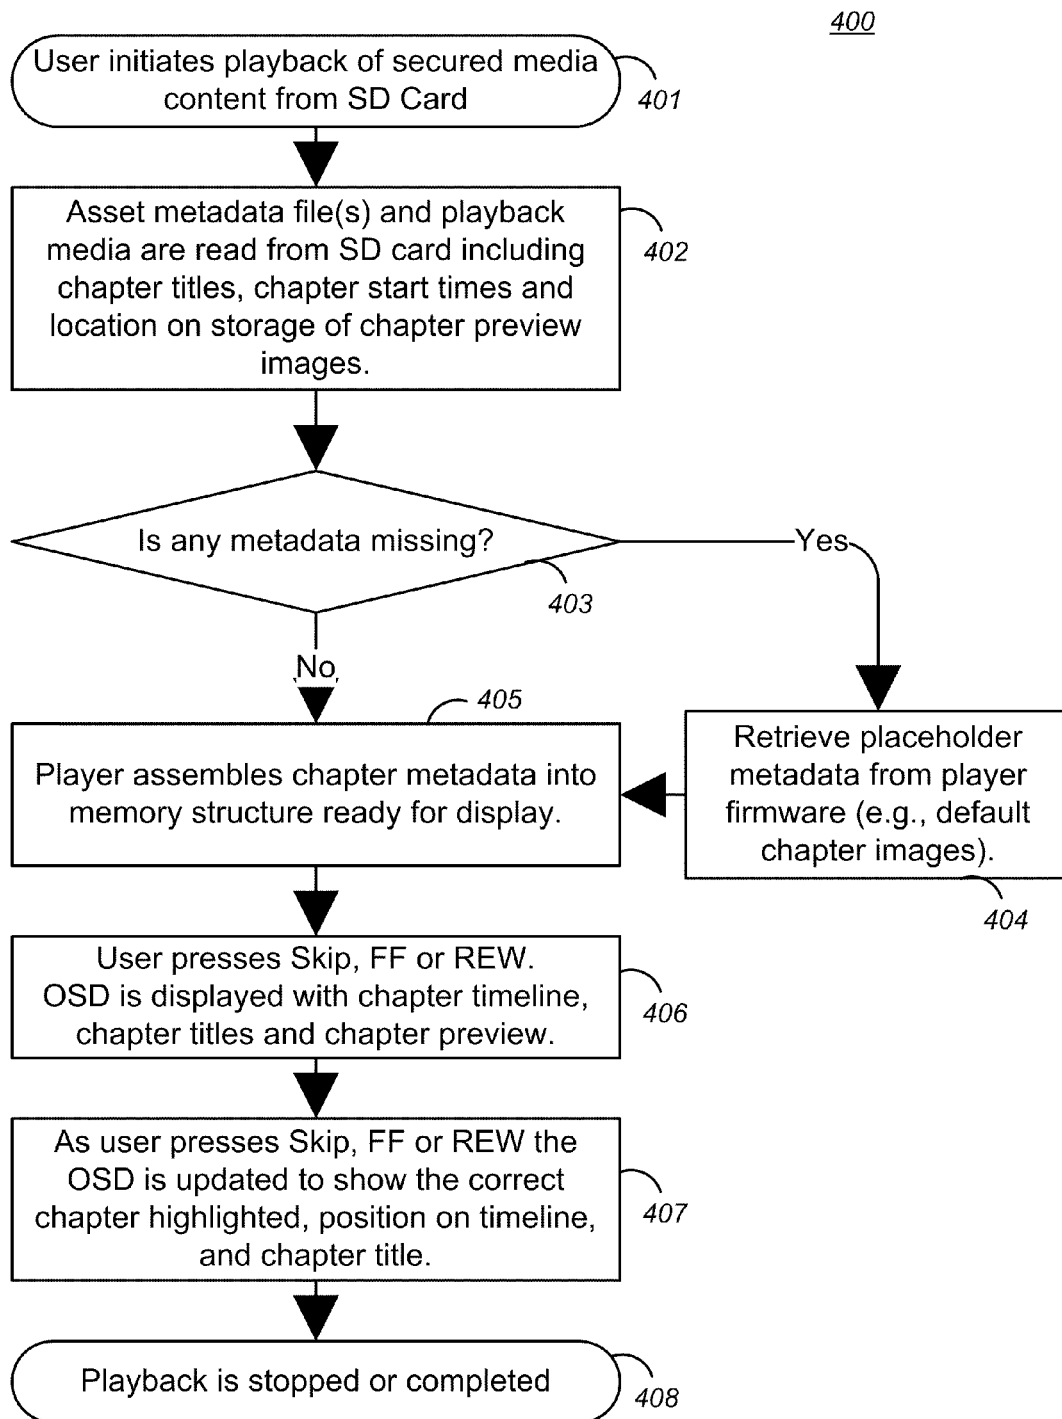 400
User initiates playback of secured media
content from SD Card
401
Asset metadata file(s) and playback
media are read from SD card including
chapter titles, chapter start times and
location on storage of chapter preview
images.
402
Is any metadata missing?
403
Yes
No
Retrieve placeholder
metadata from player
firmware (e.g., default
chapter images).
404
405
Player assembles chapter metadata into
memory structure ready for display.
User presses Skip, FF or REW.
OSD is displayed with chapter timeline,
chapter titles and chapter preview.
406
As user presses Skip, FF or REW the
OSD is updated to show the correct
chapter highlighted, position on timeline,
and chapter title.
407
Playback is stopped or completed
408